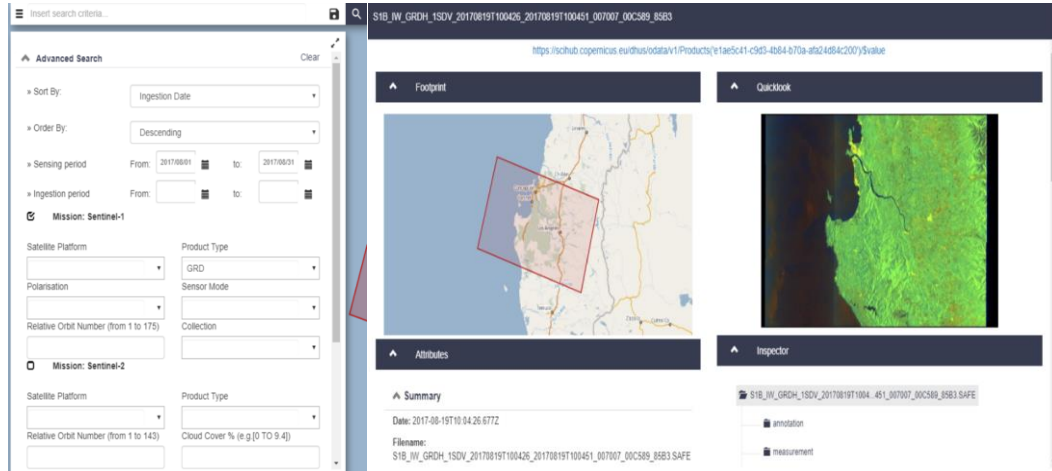 Insert search criteria...
Advanced Search
Clear
» Sort By:
Ingestion Date
» Order By:
Descending
» Sensing period
From:
2017/08/01
to:
2017/08/31
» Ingestion period
From:
to:
Mission: Sentinel-1
Satellite Platform
Product Type
GRD
Polarisation
Sensor Mode
Relative Orbit Number (from 1 to 175)
Collection
Mission: Sentinel-2
Satellite Platform
Product Type
Relative Orbit Number (from 1 to 143)
Cloud Cover % (e.g.[0 TO 9.4])
S1B_IW_GRDH_1SDV_20170819T100426_20170819T100451_007007_00C589_85B3
https://scihub.copernicus.eu/dhus/odata/v1/Products('e1ae5c41-c9d3-4b84-b70a-afa24d84c200')/$value
Footprint
Los Angeles
Temuco
Quicklook
Attributes
Summary
Date: 2017-08-19T10:04:26.677Z
Filename:
S1B_IW_GRDH_1SDV_20170819T100426_20170819T100451_007007_00C589_85B3.SAFE
Inspector
S1B_IW_GRDH_1SDV_20170819T1004...451_007007_00C589_85B3.SAFE
annotation
measurement